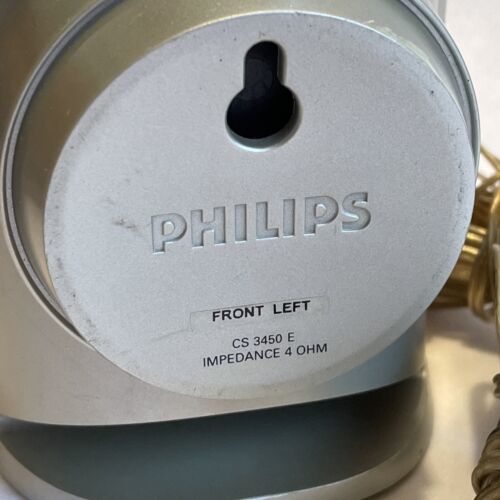 PHILIPS
FRONT LEFT
CS 3450 E
IMPEDANCE 4 OHM